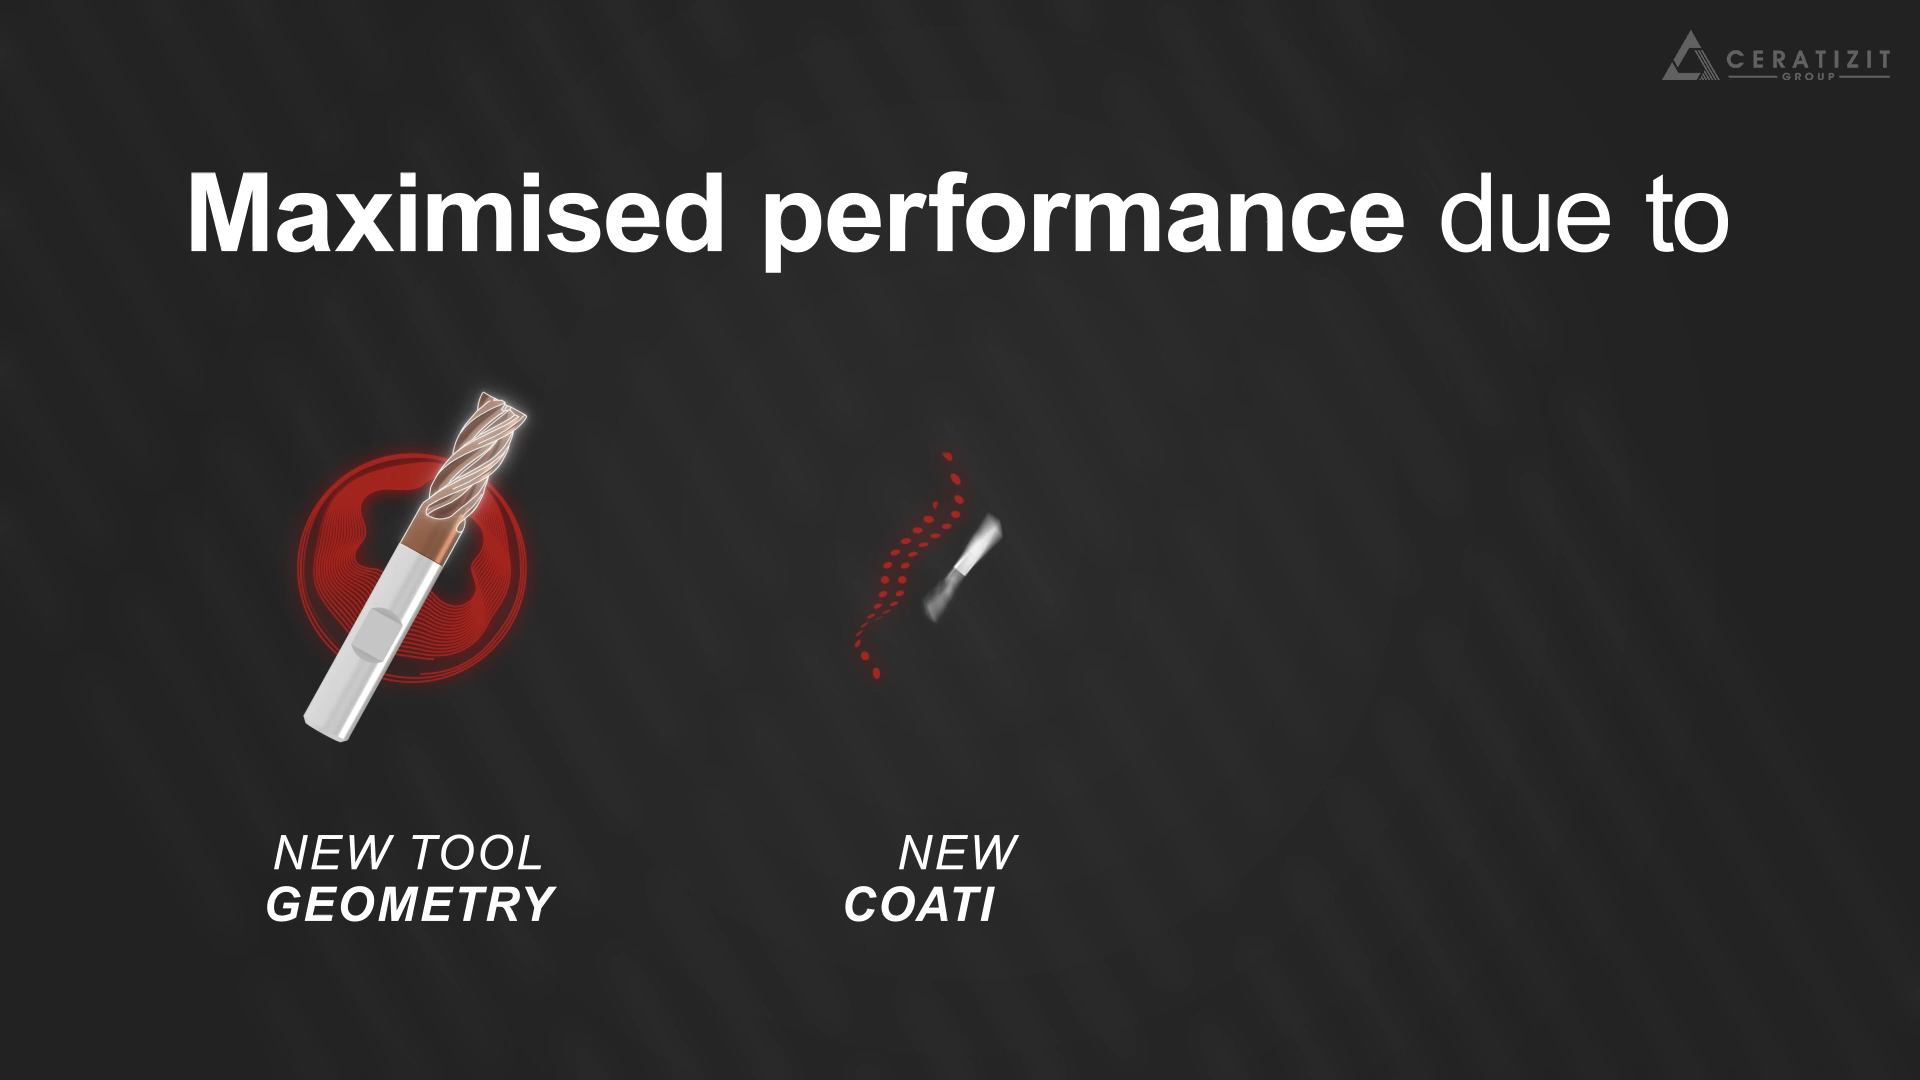 CERATIZIT
GROUP
Maximised performance due to
NEW TOOL
GEOMETRY
NEW
COATI